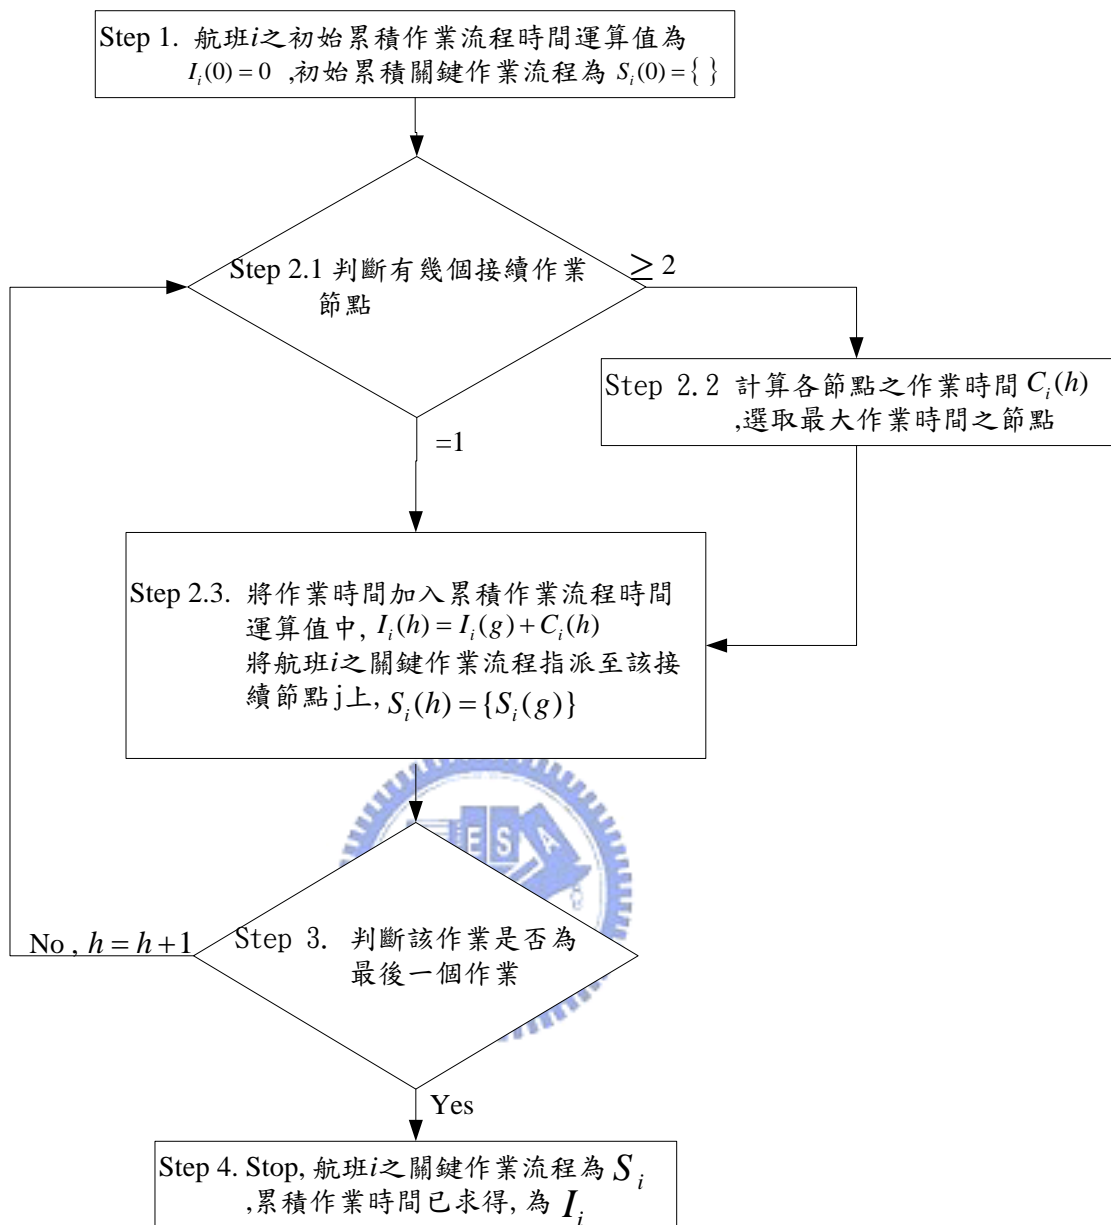 Step 1. 航班i之初始累積作業流程時間運算值為
I_i(0) = 0 ,初始累積關鍵作業流程為 S_i(0) = { }
Step 2.1 判斷有幾個接續作業
節點
≥ 2
Step 2.2 計算各節點之作業時間 C_i(h)
,選取最大作業時間之節點
=1
Step 2.3. 將作業時間加入累積作業流程時間
運算值中, I_i(h) = I_i(g) + C_i(h)
將航班i之關鍵作業流程指派至該接
續節點j上, S_i(h) = {S_i(g)}
E S A
Step 3. 判斷該作業是否為
最後一個作業
No , h = h +1
Yes
Step 4. Stop, 航班i之關鍵作業流程為 S_i
,累積作業時間已求得, 為 I_i